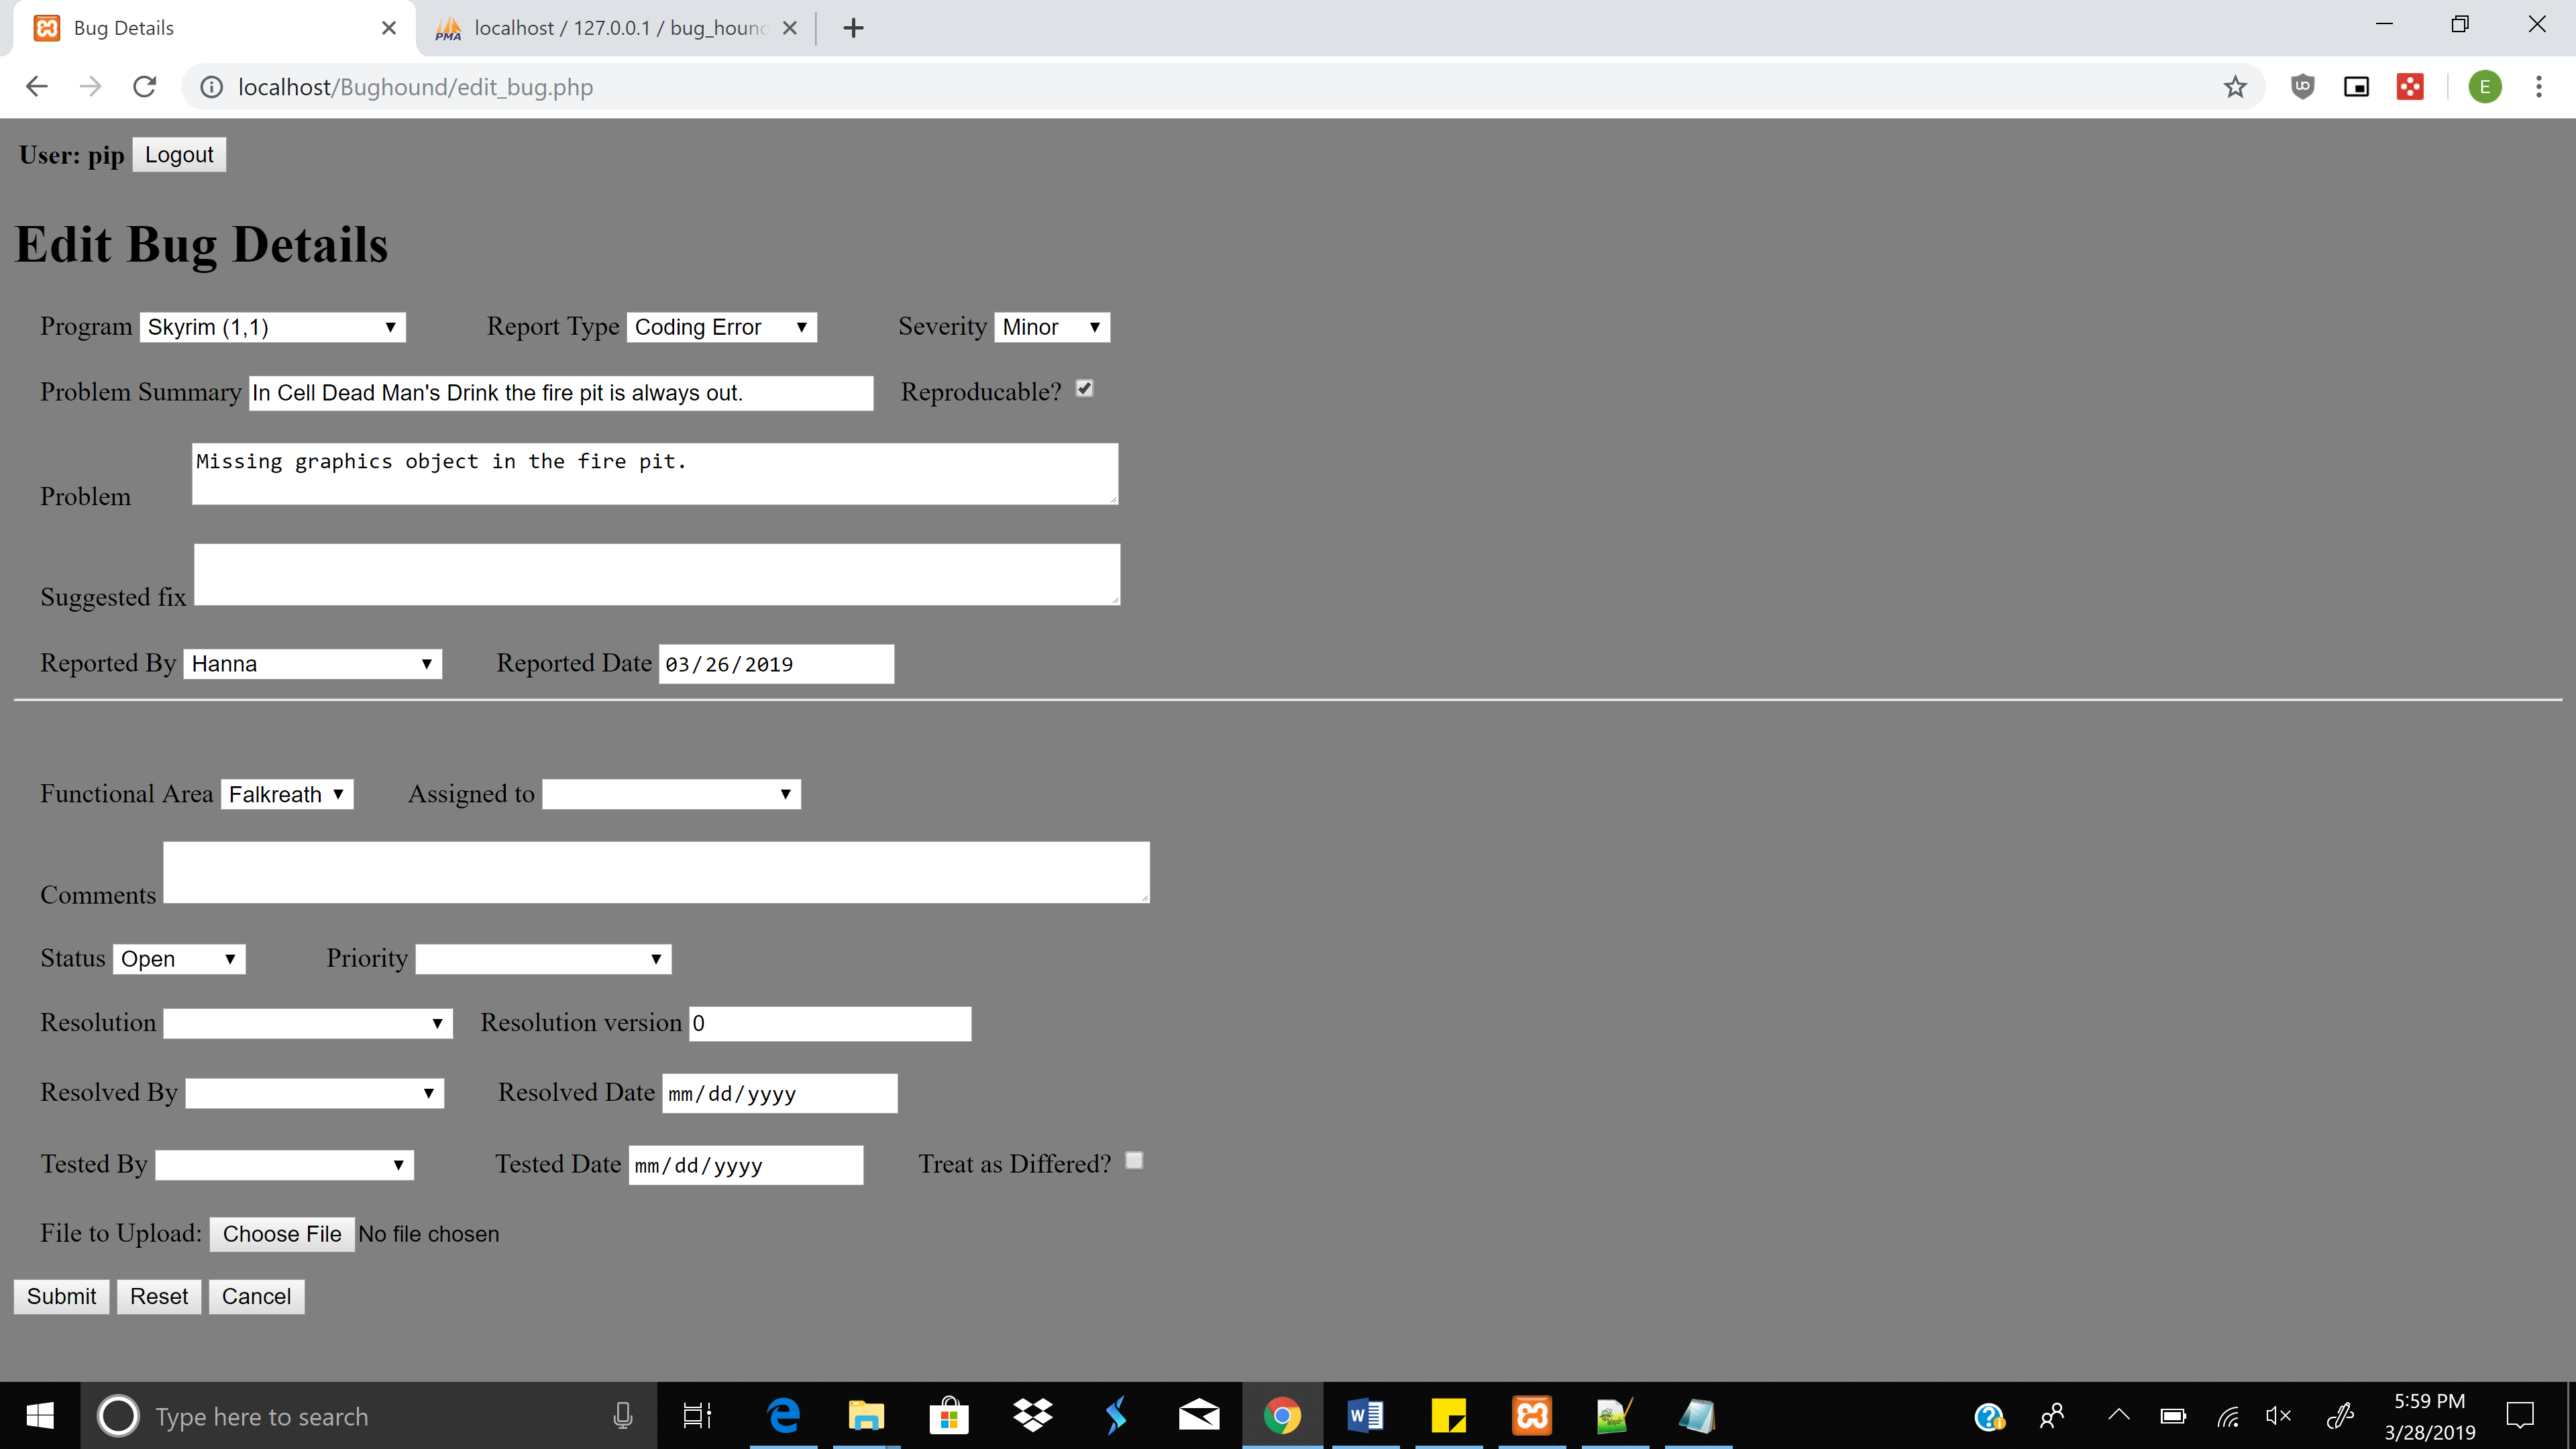 Bug Details
localhost / 127.0.0.1 / bug_hound
localhost/Bughound/edit_bug.php
E
User: pip Logout
Edit Bug Details
Program Skyrim (1,1) Report Type Coding Error Severity Minor
Problem Summary In Cell Dead Man's Drink the fire pit is always out. Reproducable?
Missing graphics object in the fire pit.
Problem
Suggested fix
Reported By Hanna Reported Date 03/26/2019
Functional Area Falkreath Assigned to
Comments
Status Open Priority
Resolution Resolution version 0
Resolved By Resolved Date mm/dd/yyyy
Tested By Tested Date mm/dd/yyyy Treat as Differed?
File to Upload: Choose File No file chosen
Submit Reset Cancel
Type here to search
5:59 PM
3/28/2019